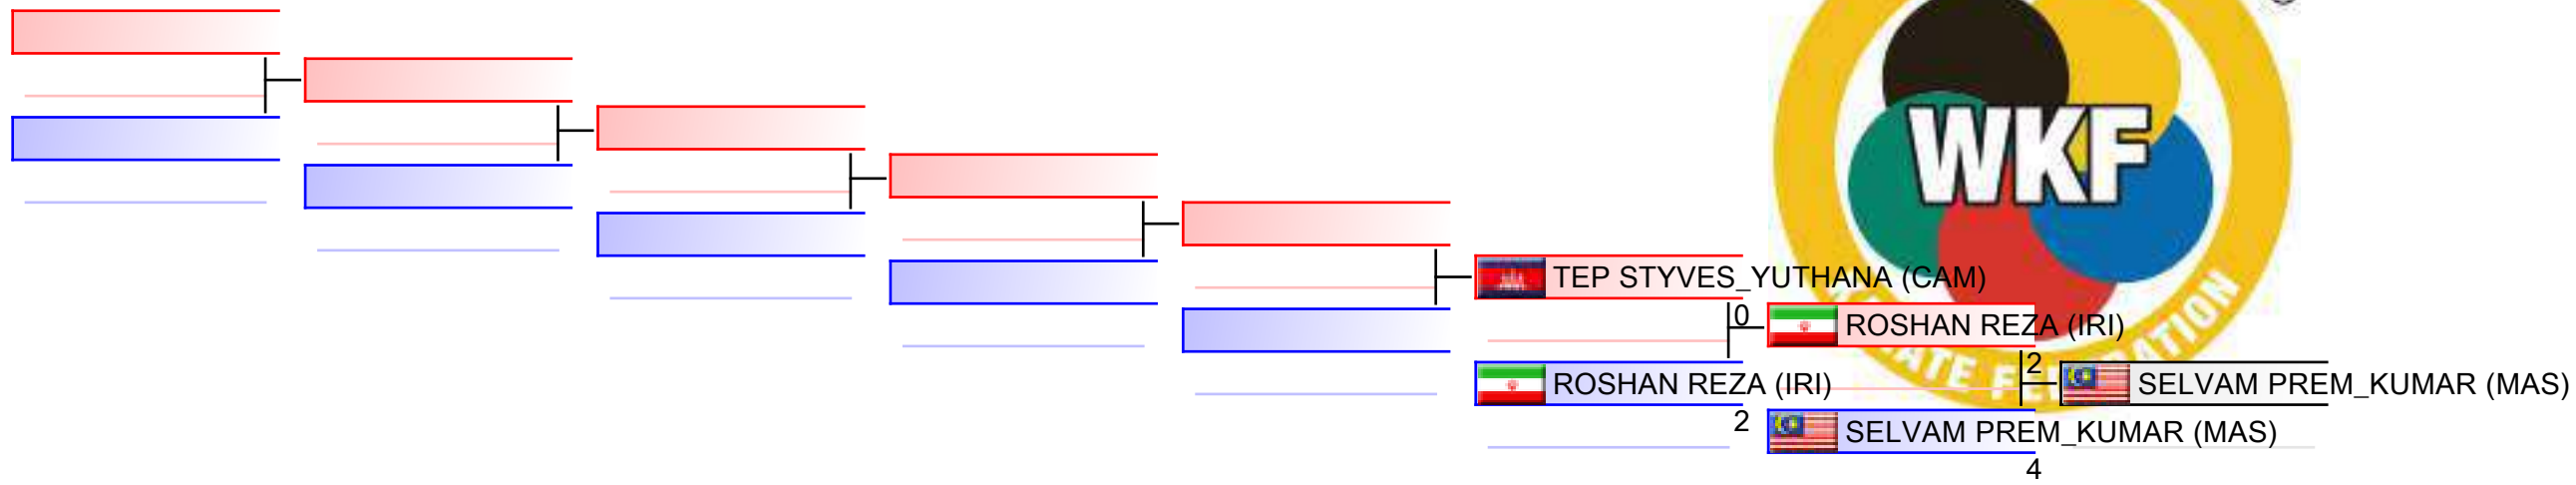 WKF
TEP STYVES_YUTHANA (CAM)
0
ROSHAN REZA (IRI)
2
ROSHAN REZA (IRI)
SELVAM PREM_KUMAR (MAS)
2
SELVAM PREM_KUMAR (MAS)
4